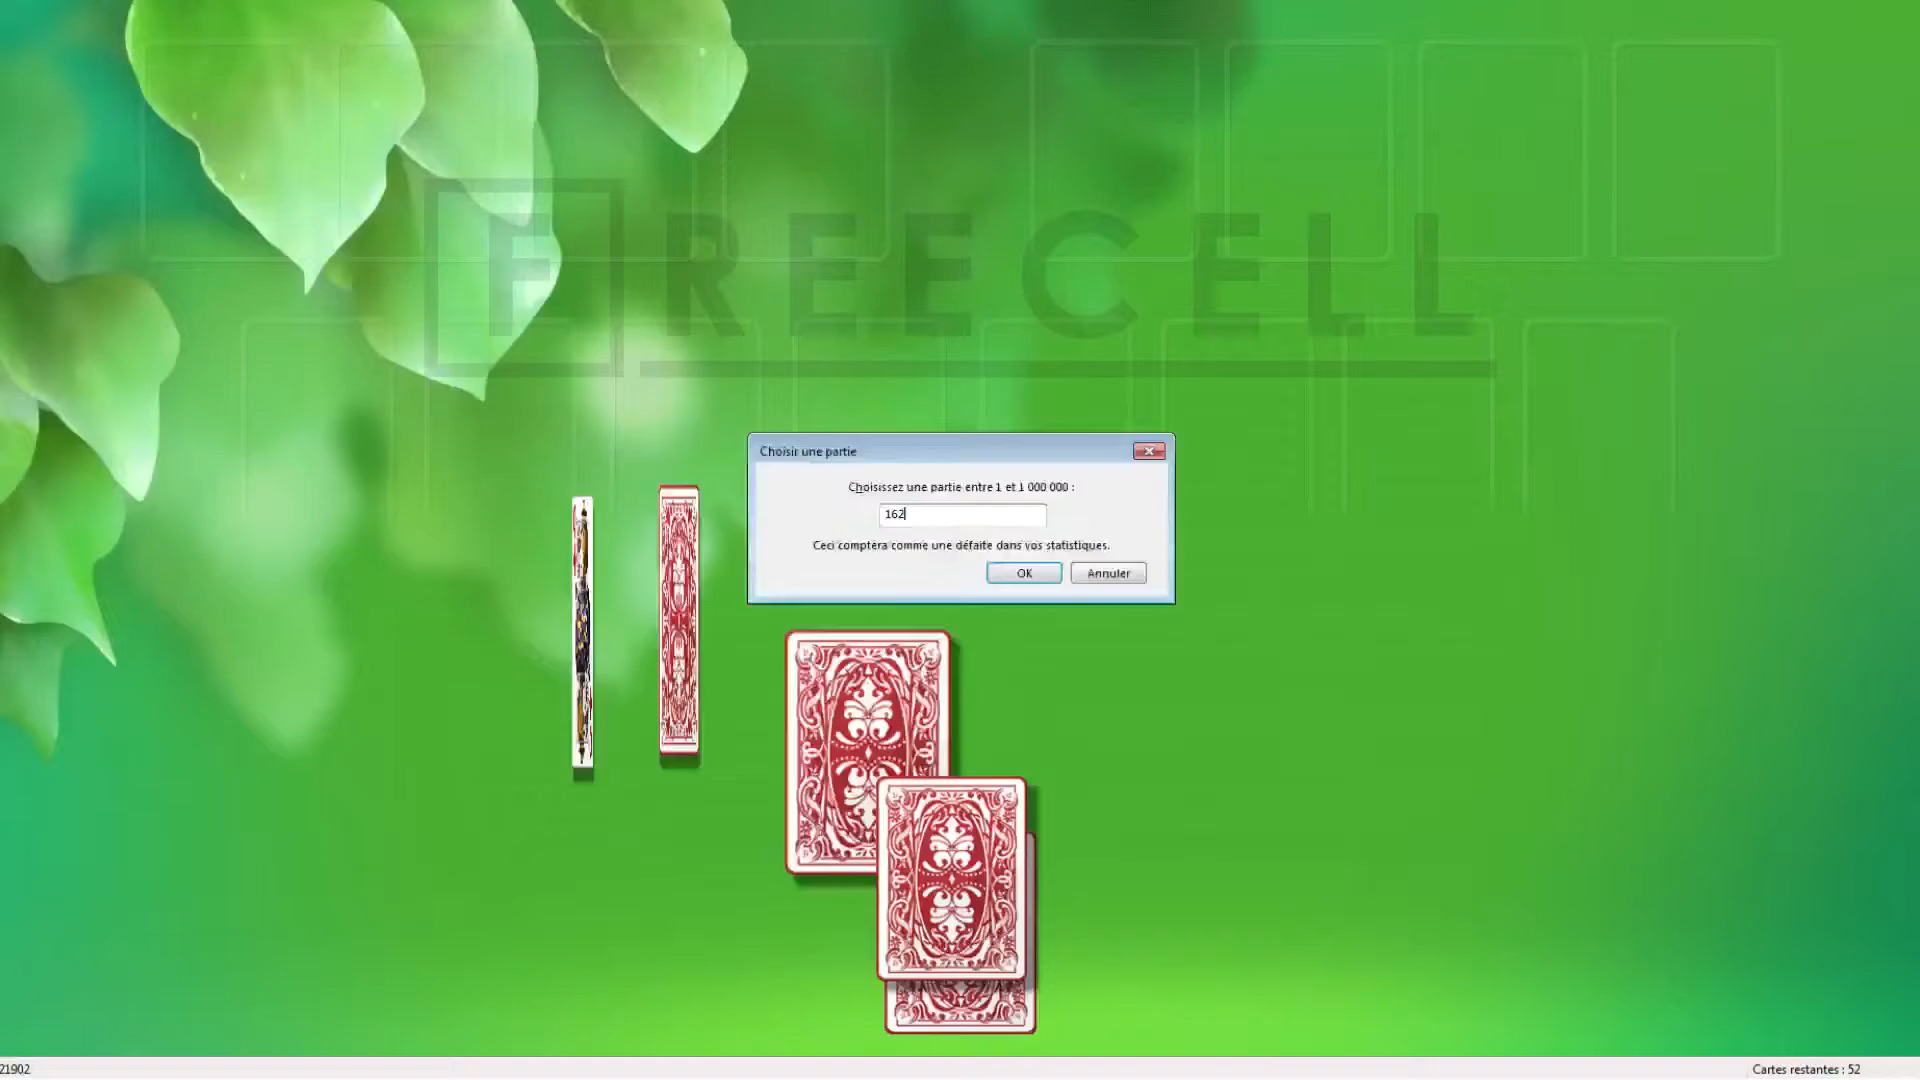 FREECELL
Choisir une partie
Choisissez une partie entre 1 et 1 000 000 :
162
Ceci comptera comme une défaite dans vos statistiques.
OK
Annuler
21902
Cartes restantes : 52